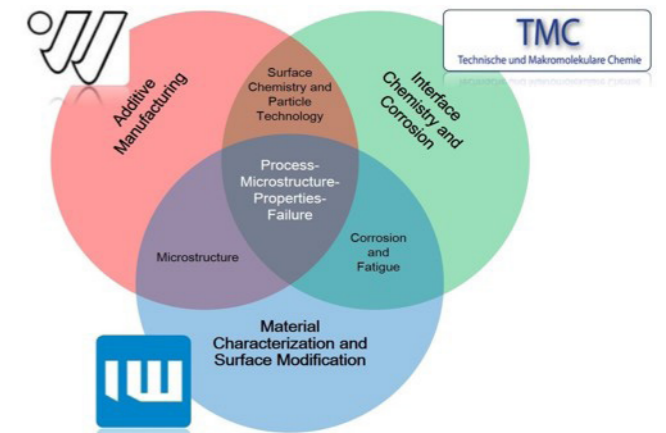 TMC
Technische und Makromolekulare Chemie
Additive
Manufacturing
Surface
Chemistry and
Particle
Technology
Interface
Chemistry and
Corrosion
Process-
Microstructure-
Properties-
Failure
Microstructure
Corrosion
and
Fatigue
Material
Characterization and
Surface Modification